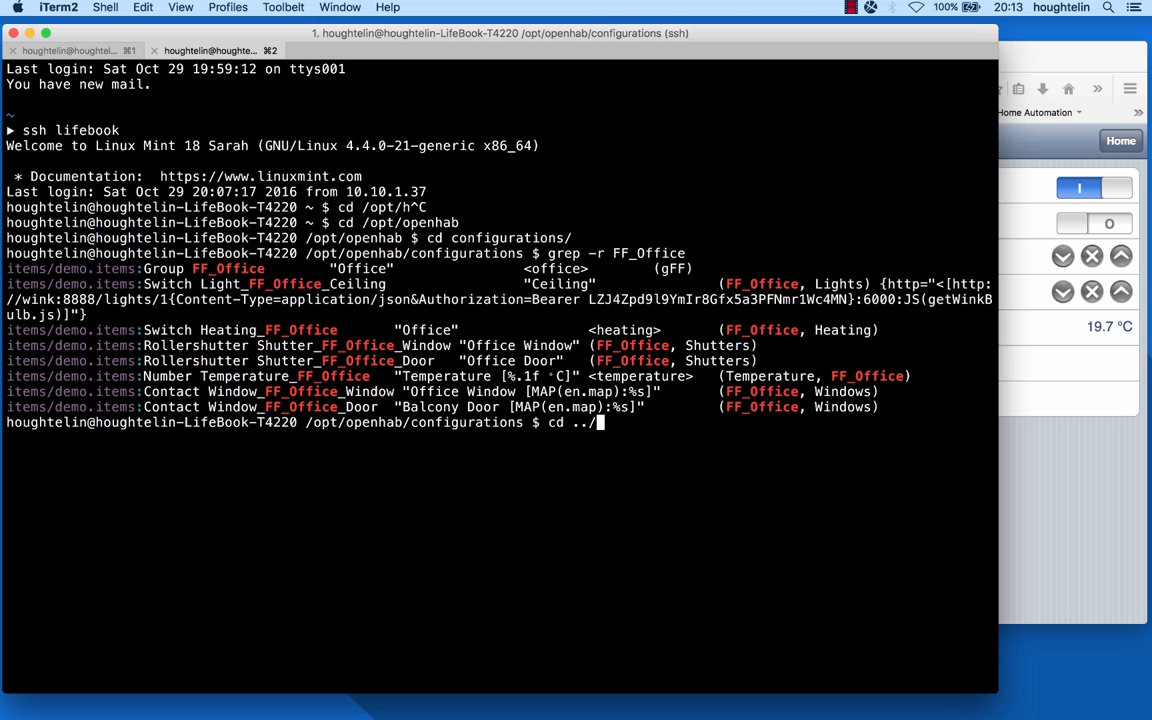 iTerm2 Shell Edit View Profiles Toolbelt Window Help 100% 20:13 houghtelin
1. houghtelin@houghtelin-LifeBook-T4220 /opt/openhab/configurations (ssh)
houghtelin@houghtel... ⌘1 houghtelin@houghte... ⌘2
Last login: Sat Oct 29 19:59:12 on ttys001
You have new mail.
~
▶ ssh lifebook
Welcome to Linux Mint 18 Sarah (GNU/Linux 4.4.0-21-generic x86_64)
* Documentation:  https://www.linuxmint.com
Last login: Sat Oct 29 20:07:17 2016 from 10.10.1.37
houghtelin@houghtelin-LifeBook-T4220 ~ $ cd /opt/h^C
houghtelin@houghtelin-LifeBook-T4220 ~ $ cd /opt/openhab
houghtelin@houghtelin-LifeBook-T4220 /opt/openhab $ cd configurations/
houghtelin@houghtelin-LifeBook-T4220 /opt/openhab/configurations $ grep -r FF_Office
items/demo.items:Group FF_Office "Office" <office> (gFF)
items/demo.items:Switch Light_FF_Office_Ceiling "Ceiling" (FF_Office, Lights) {http="<[http:
//wink:8888/lights/1{Content-Type=application/json&Authorization=Bearer LZJ4Zpd9l9YmIr8Gfx5a3PFNmr1Wc4MN}:6000:JS(getWinkB
ulb.js)]"}
items/demo.items:Switch Heating_FF_Office "Office" <heating> (FF_Office, Heating)
items/demo.items:Rollershutter Shutter_FF_Office_Window "Office Window" (FF_Office, Shutters)
items/demo.items:Rollershutter Shutter_FF_Office_Door "Office Door" (FF_Office, Shutters)
items/demo.items:Number Temperature_FF_Office "Temperature [%.1f °C]" <temperature> (Temperature, FF_Office)
items/demo.items:Contact Window_FF_Office_Window "Office Window [MAP(en.map):%s]" (FF_Office, Windows)
items/demo.items:Contact Window_FF_Office_Door "Balcony Door [MAP(en.map):%s]" (FF_Office, Windows)
houghtelin@houghtelin-LifeBook-T4220 /opt/openhab/configurations $ cd ../
Home Automation
Home
I
O
19.7 °C